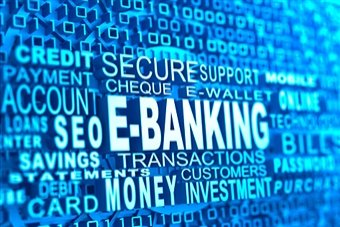 CREDIT SECURE SUPPORT MOBILE
PAYMENT CHEQUE E-WALLET
ACCOUNT ONLINE
LOANS SEO E-BANKING
SAVINGS TRANSACTIONS PASSWORD
STATEMENTS CUSTOMERS
DEBIT MONEY INVESTMENT PURCHASE
CARD